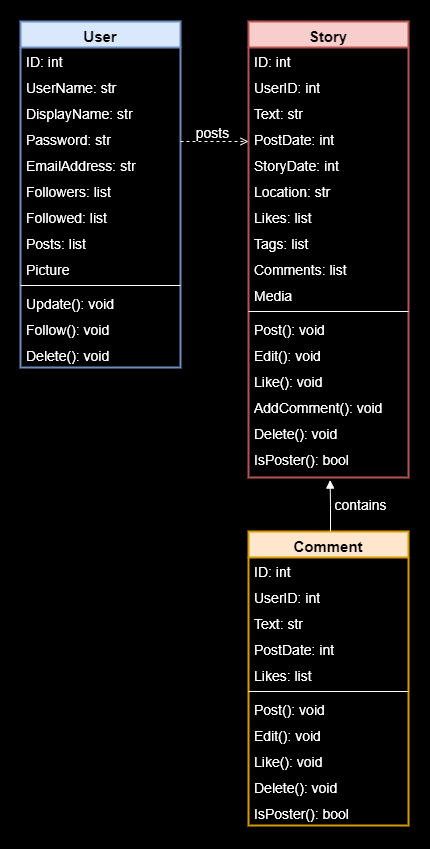 User
ID: int
UserName: str
DisplayName: str
Password: str
EmailAddress: str
Followers: list
Followed: list
Posts: list
Picture
Update(): void
Follow(): void
Delete(): void
posts
Story
ID: int
UserID: int
Text: str
PostDate: int
StoryDate: int
Location: str
Likes: list
Tags: list
Comments: list
Media
Post(): void
Edit(): void
Like(): void
AddComment(): void
Delete(): void
IsPoster(): bool
contains
Comment
ID: int
UserID: int
Text: str
PostDate: int
Likes: list
Post(): void
Edit(): void
Like(): void
Delete(): void
IsPoster(): bool